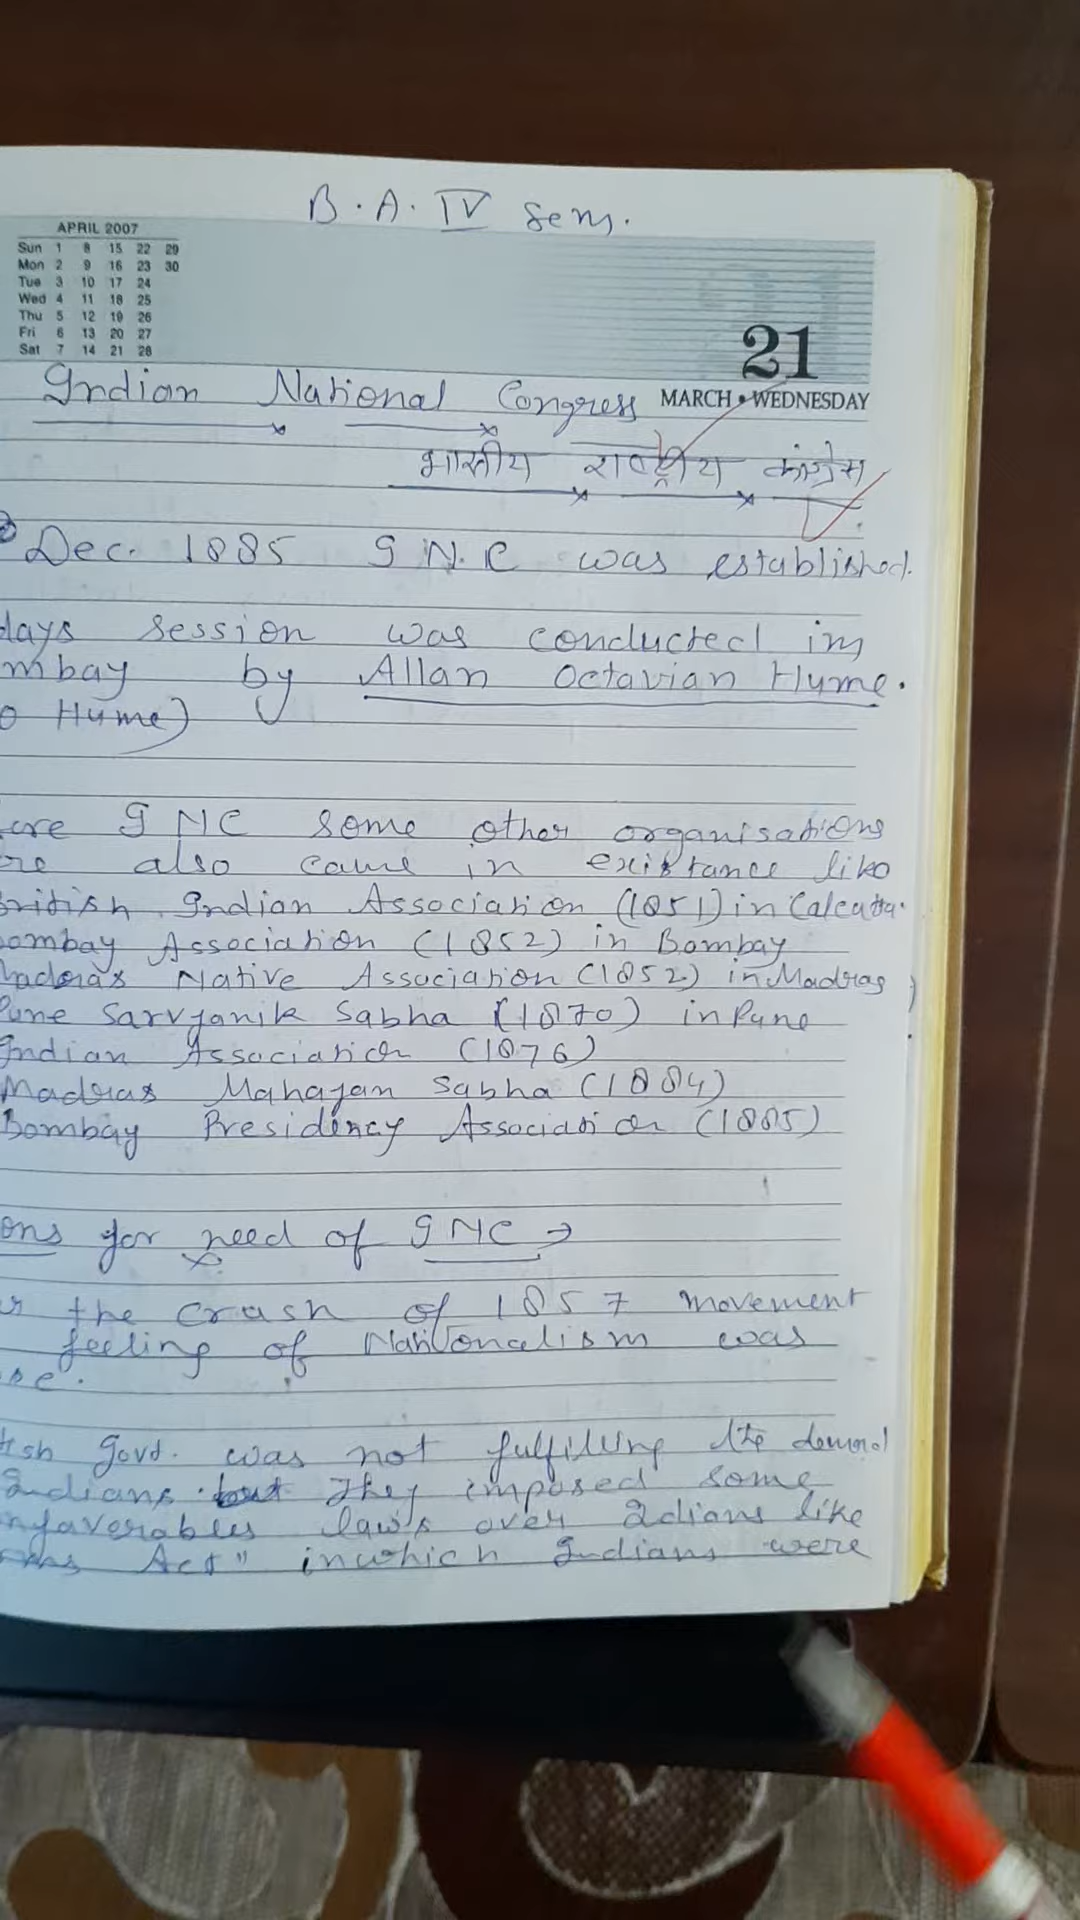 B.A. IV Sem.
APRIL 2007
Sun 1 8 15 22 29
Mon 2 9 16 23 30
Tue 3 10 17 24
Wed 4 11 18 25
Thu 5 12 19 26
Fri 6 13 20 27
Sat 7 14 21 28
21
MARCH • WEDNESDAY
Indian National Congress
भारतीय राष्ट्रीय कांग्रेस
Dec. 1885 I N.C was established.
days session was conducted in
mbay by Allan Octavian Hume.
o Hume)
ore INC some other organisations
re also came in existance like
British Indian Association (1851) in Calcutta.
Bombay Association (1852) in Bombay
Madras Native Association (1852) in Madras
Pune Sarvjanik Sabha (1870) in Pune
Indian Association (1876)
Madras Mahajan Sabha (1884)
Bombay Presidency Association (1885)
ons for need of INC →
er the crash of 1857 movement
feeling of Nationalism was
se.
tish Govt. was not fulfilling the demand
Indians but They imposed some
nfaverables laws over Idians like
Arms Act" inwhich Indians were